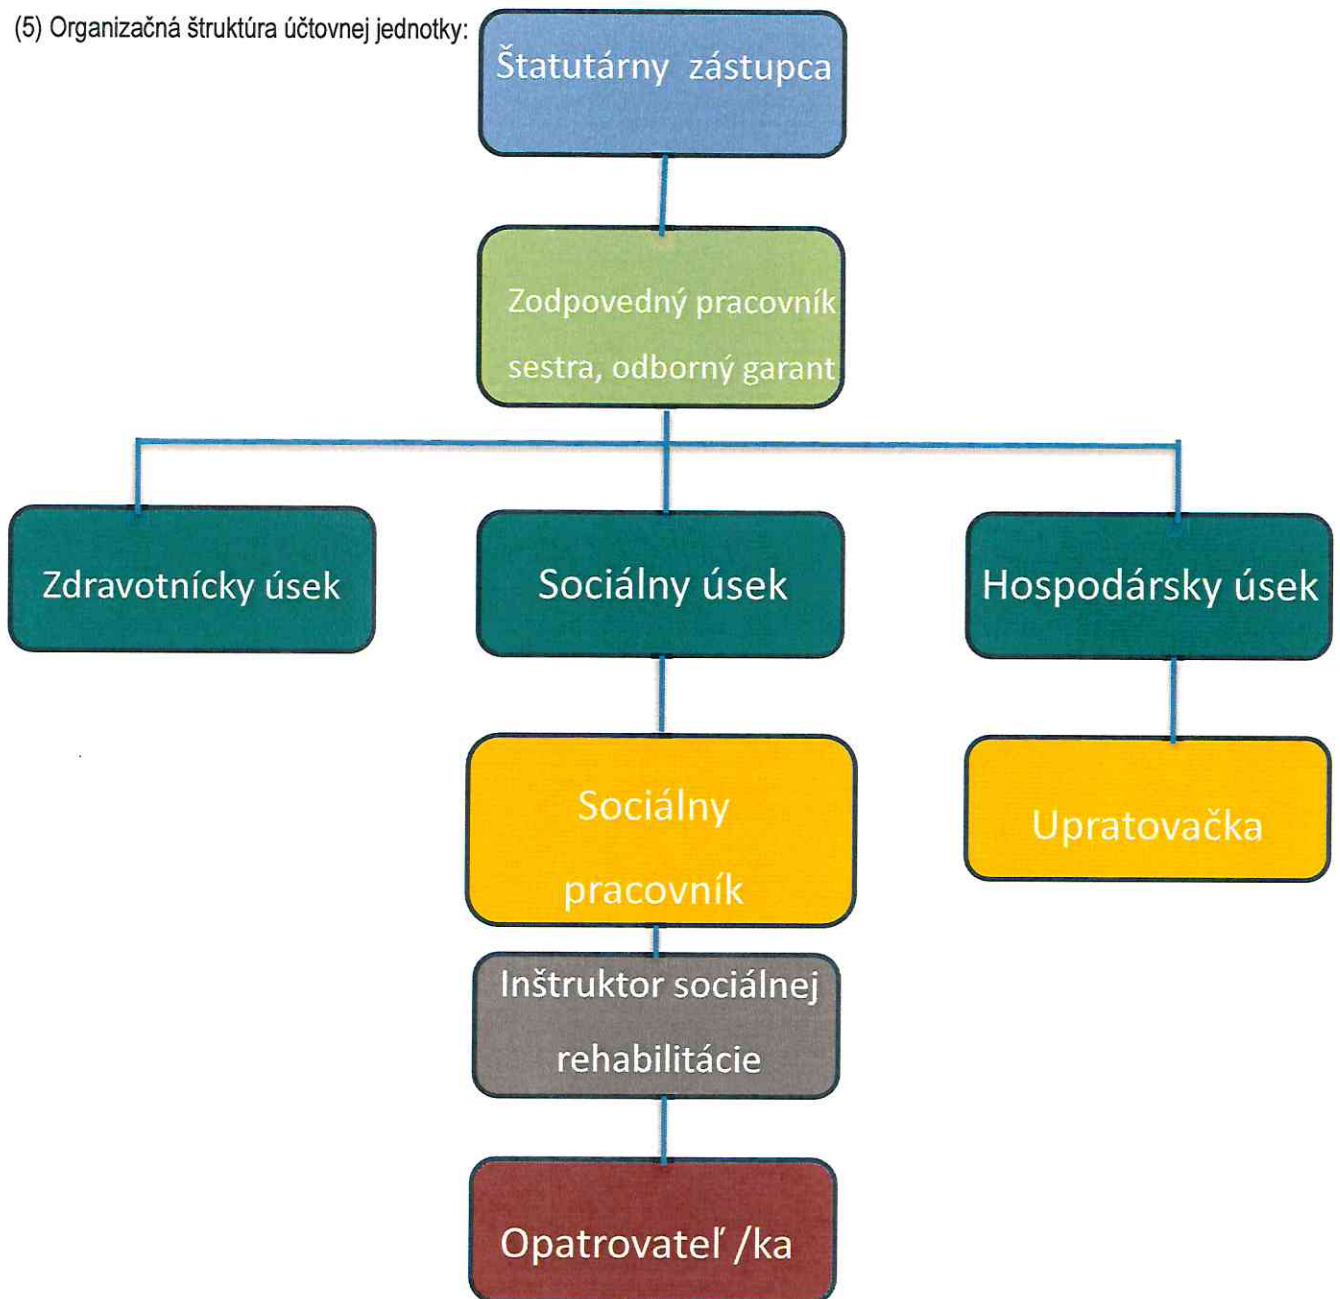 (5) Organizačná štruktúra účtovnej jednotky:
Štatutárny zástupca
Zodpovedný pracovník
sestra, odborný garant
Zdravotnícky úsek
Sociálny úsek
Hospodársky úsek
Sociálny
pracovník
Upratovačka
Inštruktor sociálnej
rehabilitácie
Opatrovateľ /ka